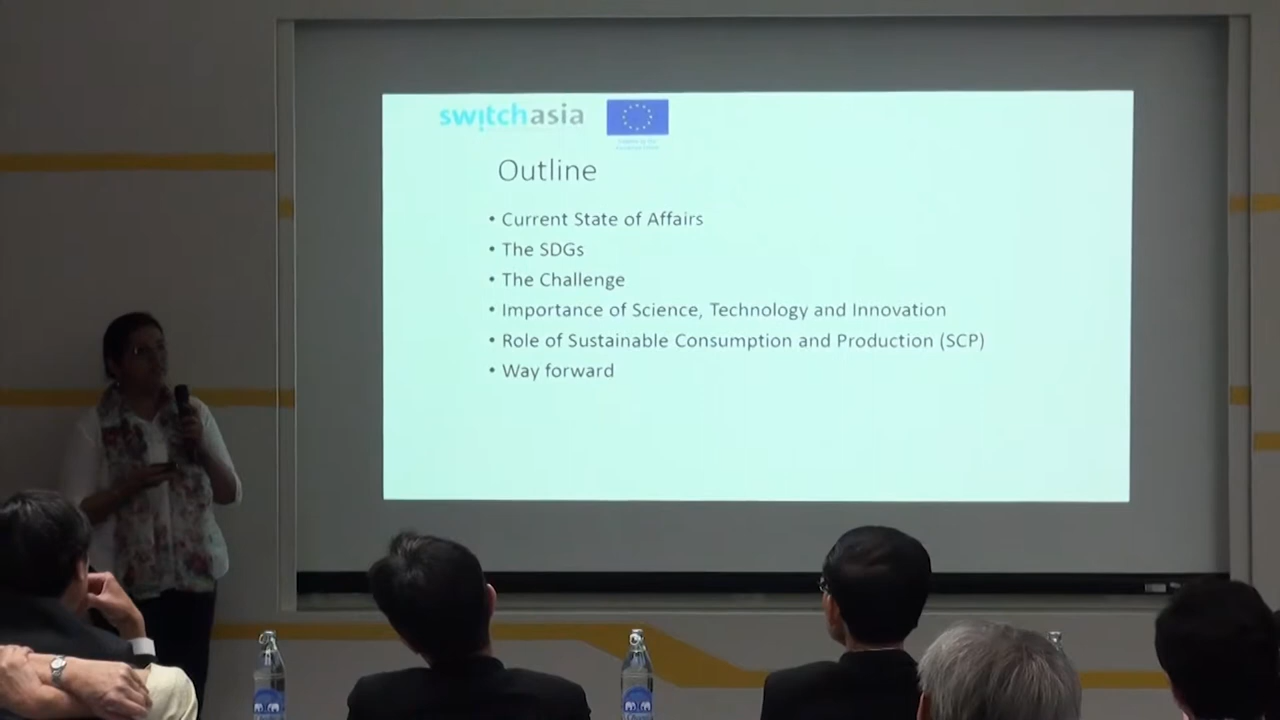 switchasia
Outline
• Current State of Affairs
• The SDGs
• The Challenge
• Importance of Science, Technology and Innovation
• Role of Sustainable Consumption and Production (SCP)
• Way forward